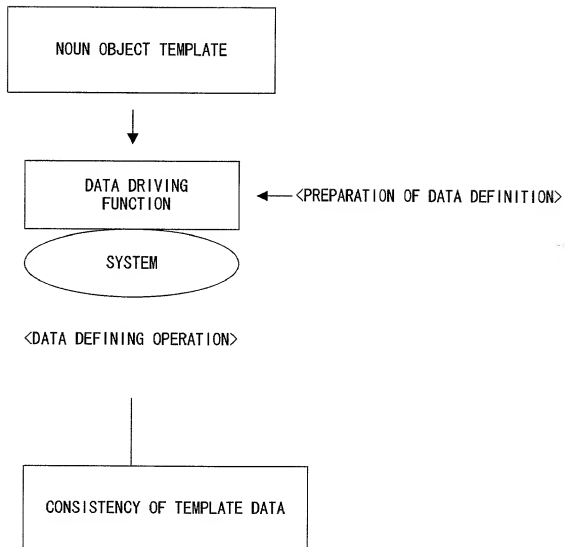 NOUN OBJECT TEMPLATE
DATA DRIVING
FUNCTION
<PREPARATION OF DATA DEFINITION>
SYSTEM
<DATA DEFINING OPERATION>
CONSISTENCY OF TEMPLATE DATA